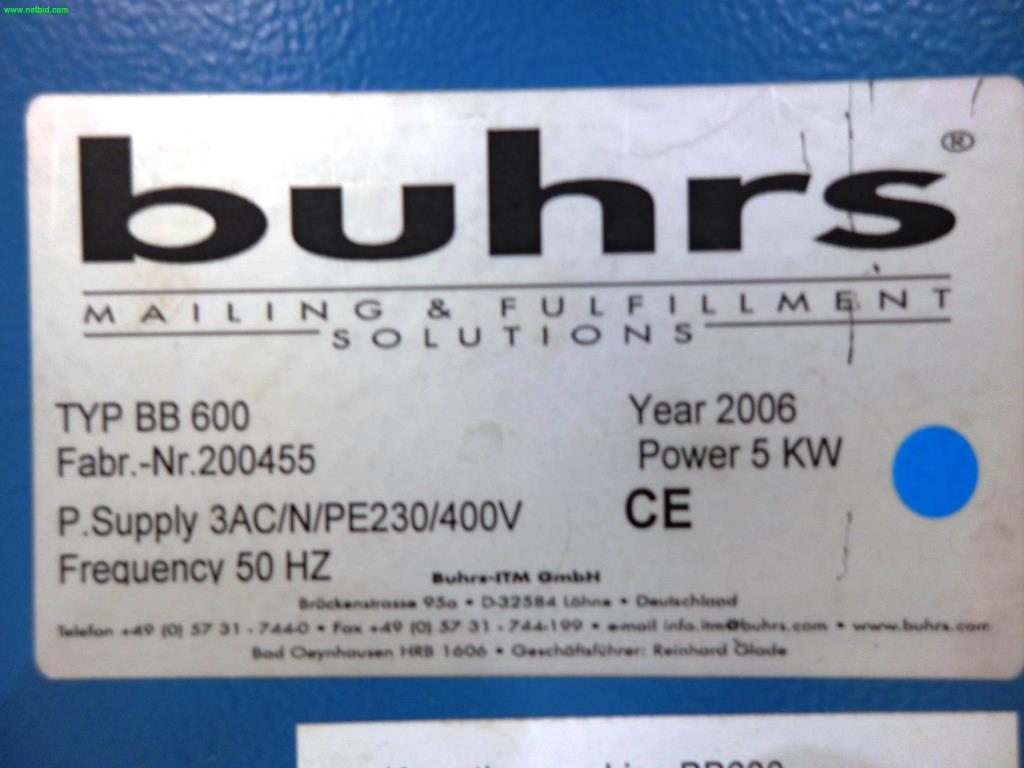 www.netbid.com
buhrs®
MAILING & FULFILLMENT
SOLUTIONS
TYP BB 600
Year 2006
Fabr.-Nr.200455
Power 5 KW
P.Supply 3AC/N/PE230/400V
CE
Frequency 50 HZ
Buhrs-ITM GmbH
Brückenstrasse 95a • D-32584 Löhne • Deutschland
Telefon +49 (0) 57 31 - 744-0 • Fax +49 (0) 57 31 - 744-199 • e-mail info.itm@buhrs.com • www.buhrs.com
Bad Oeynhausen HRB 1606 • Geschäftsführer: Reinhard Glade